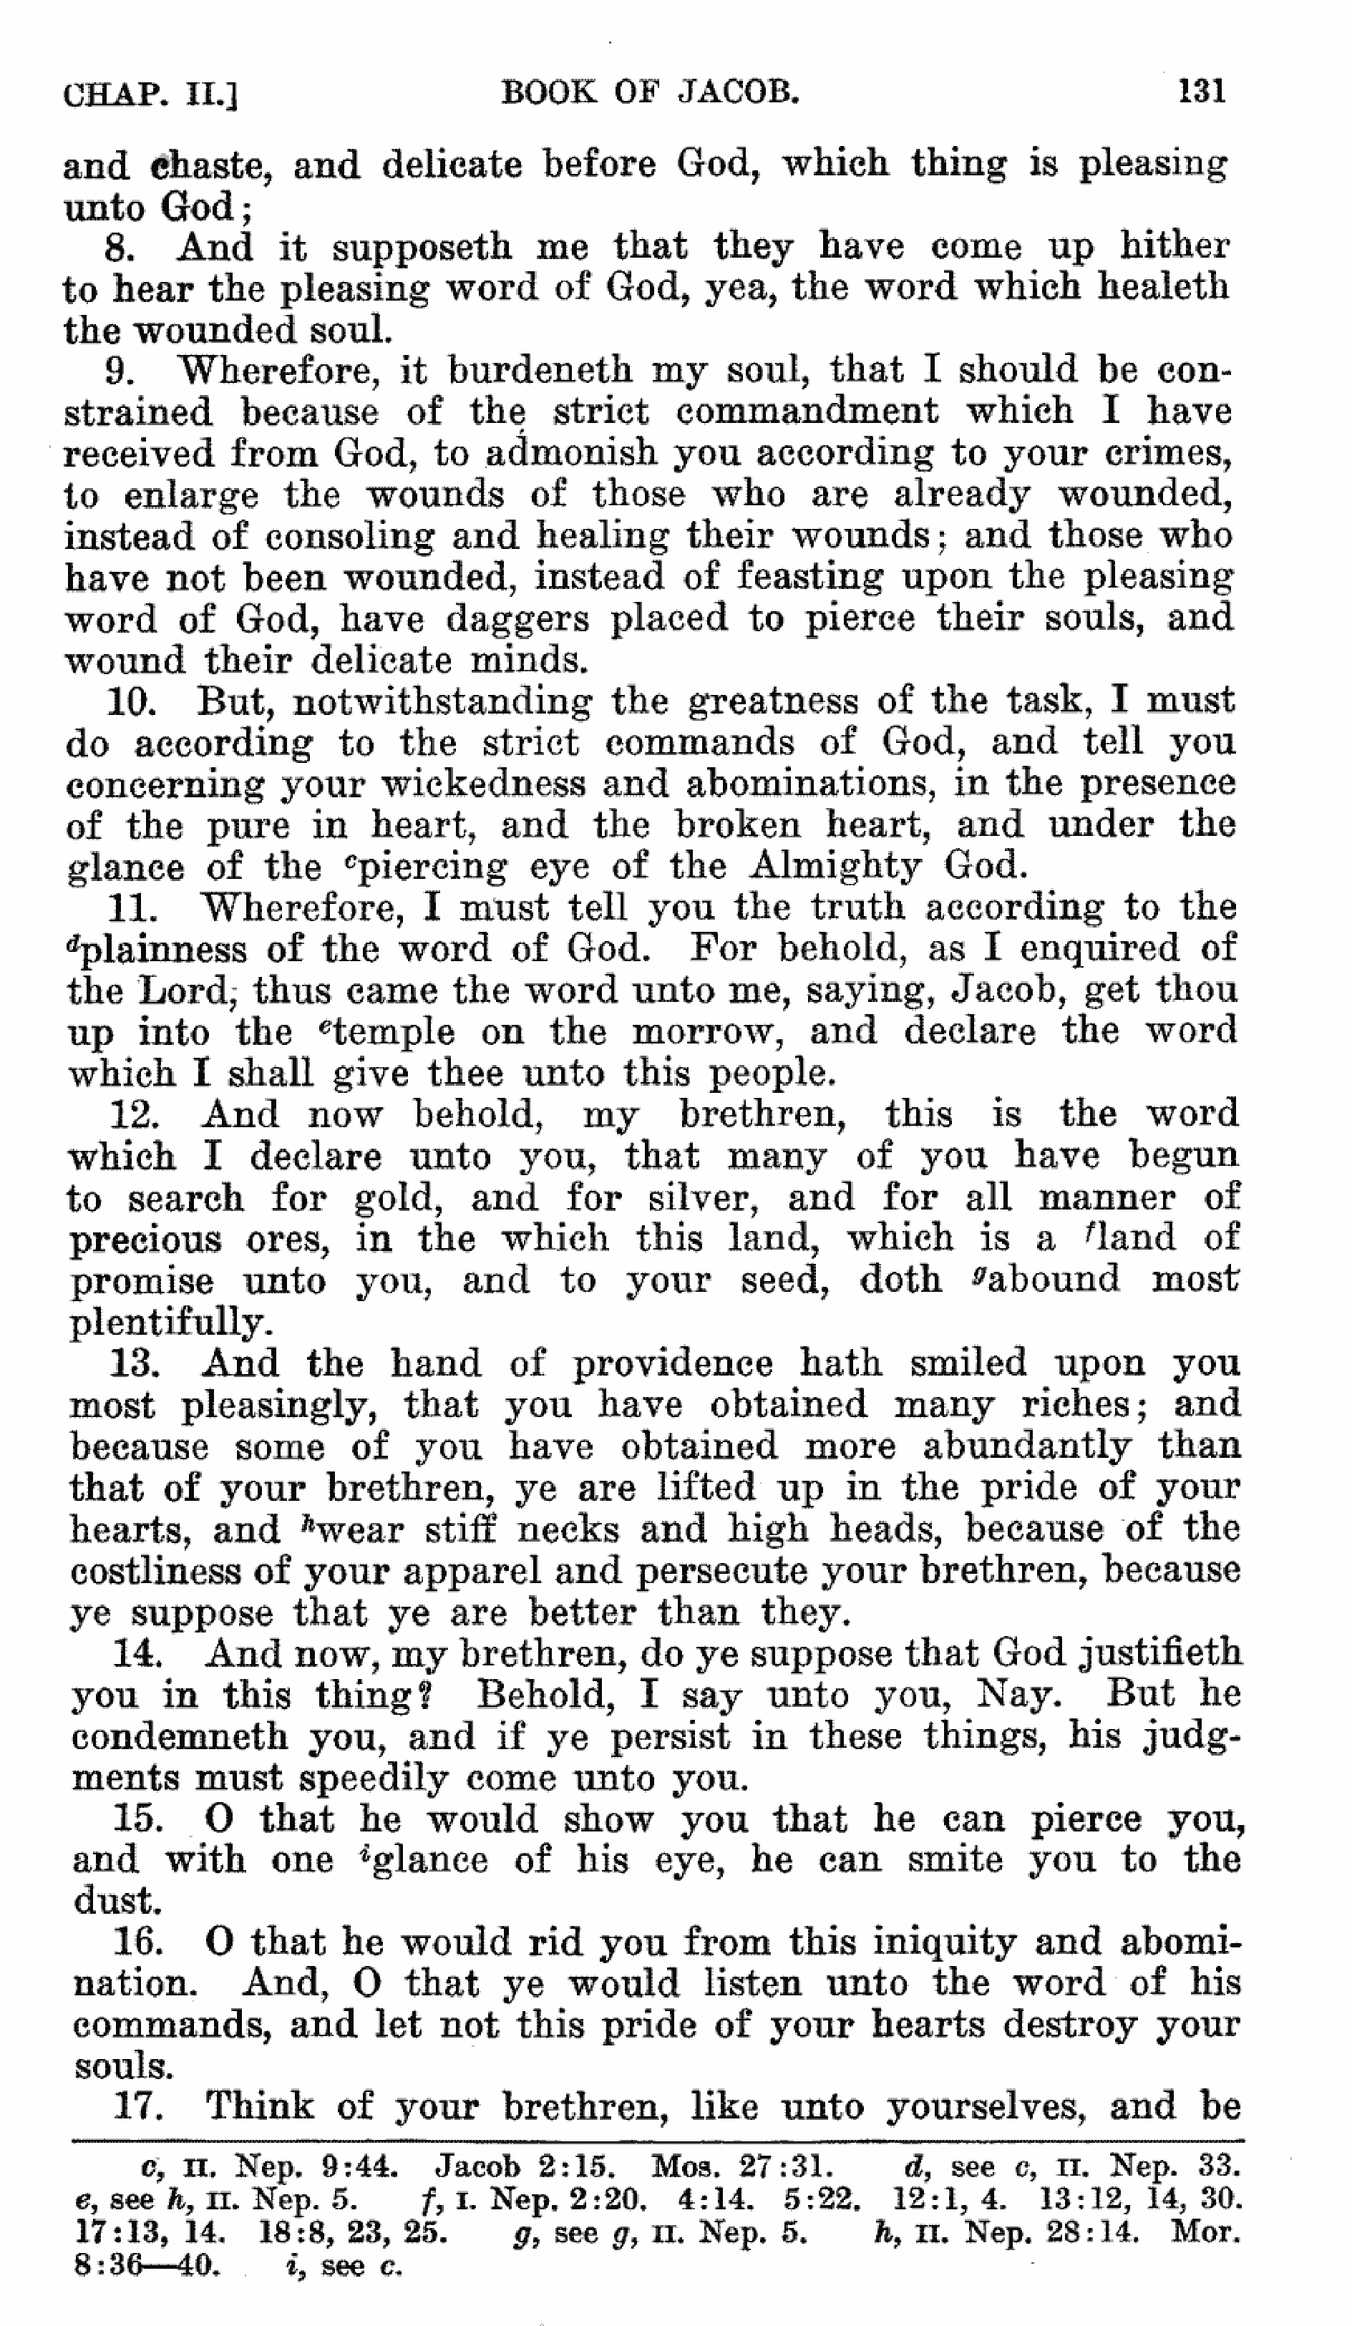 CHAP. II.] BOOK OF JACOB. 131
and chaste, and delicate before God, which thing is pleasing
unto God;
8. And it supposeth me that they have come up hither
to hear the pleasing word of God, yea, the word which healeth
the wounded soul.
9. Wherefore, it burdeneth my soul, that I should be con-
strained because of the strict commandment which I have
received from God, to admonish you according to your crimes,
to enlarge the wounds of those who are already wounded,
instead of consoling and healing their wounds; and those who
have not been wounded, instead of feasting upon the pleasing
word of God, have daggers placed to pierce their souls, and
wound their delicate minds.
10. But, notwithstanding the greatness of the task, I must
do according to the strict commands of God, and tell you
concerning your wickedness and abominations, in the presence
of the pure in heart, and the broken heart, and under the
glance of the cpiercing eye of the Almighty God.
11. Wherefore, I must tell you the truth according to the
dplainness of the word of God. For behold, as I enquired of
the Lord, thus came the word unto me, saying, Jacob, get thou
up into the etemple on the morrow, and declare the word
which I shall give thee unto this people.
12. And now behold, my brethren, this is the word
which I declare unto you, that many of you have begun
to search for gold, and for silver, and for all manner of
precious ores, in the which this land, which is a fland of
promise unto you, and to your seed, doth gabound most
plentifully.
13. And the hand of providence hath smiled upon you
most pleasingly, that you have obtained many riches; and
because some of you have obtained more abundantly than
that of your brethren, ye are lifted up in the pride of your
hearts, and hwear stiff necks and high heads, because of the
costliness of your apparel and persecute your brethren, because
ye suppose that ye are better than they.
14. And now, my brethren, do ye suppose that God justifieth
you in this thing? Behold, I say unto you, Nay. But he
condemneth you, and if ye persist in these things, his judg-
ments must speedily come unto you.
15. O that he would show you that he can pierce you,
and with one iglance of his eye, he can smite you to the
dust.
16. O that he would rid you from this iniquity and abomi-
nation. And, O that ye would listen unto the word of his
commands, and let not this pride of your hearts destroy your
souls.
17. Think of your brethren, like unto yourselves, and be
c, II. Nep. 9:44. Jacob 2:15. Mos. 27:31. d, see c, II. Nep. 33.
e, see h, II. Nep. 5. f, I. Nep. 2:20. 4:14. 5:22. 12:1, 4. 13:12, 14, 30.
17:13, 14. 18:8, 23, 25. g, see g, II. Nep. 5. h, II. Nep. 28:14. Mor.
8:36—40. i, see c.